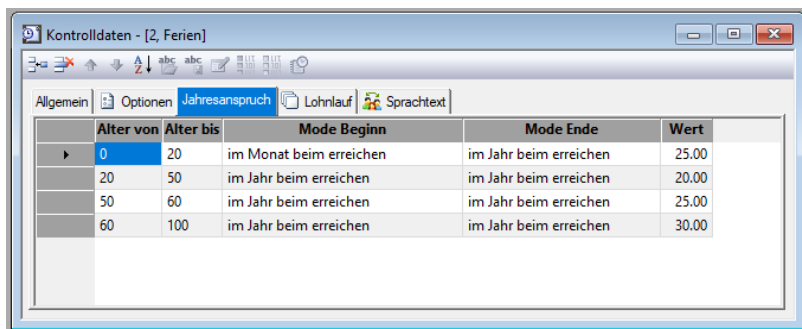 Kontrolldaten - [2, Ferien]
Allgemein Optionen Jahresanspruch Lohnlauf Sprachtext
Alter von Alter bis Mode Beginn Mode Ende Wert
0 20 im Monat beim erreichen im Jahr beim erreichen 25.00
20 50 im Jahr beim erreichen im Jahr beim erreichen 20.00
50 60 im Jahr beim erreichen im Jahr beim erreichen 25.00
60 100 im Jahr beim erreichen im Jahr beim erreichen 30.00